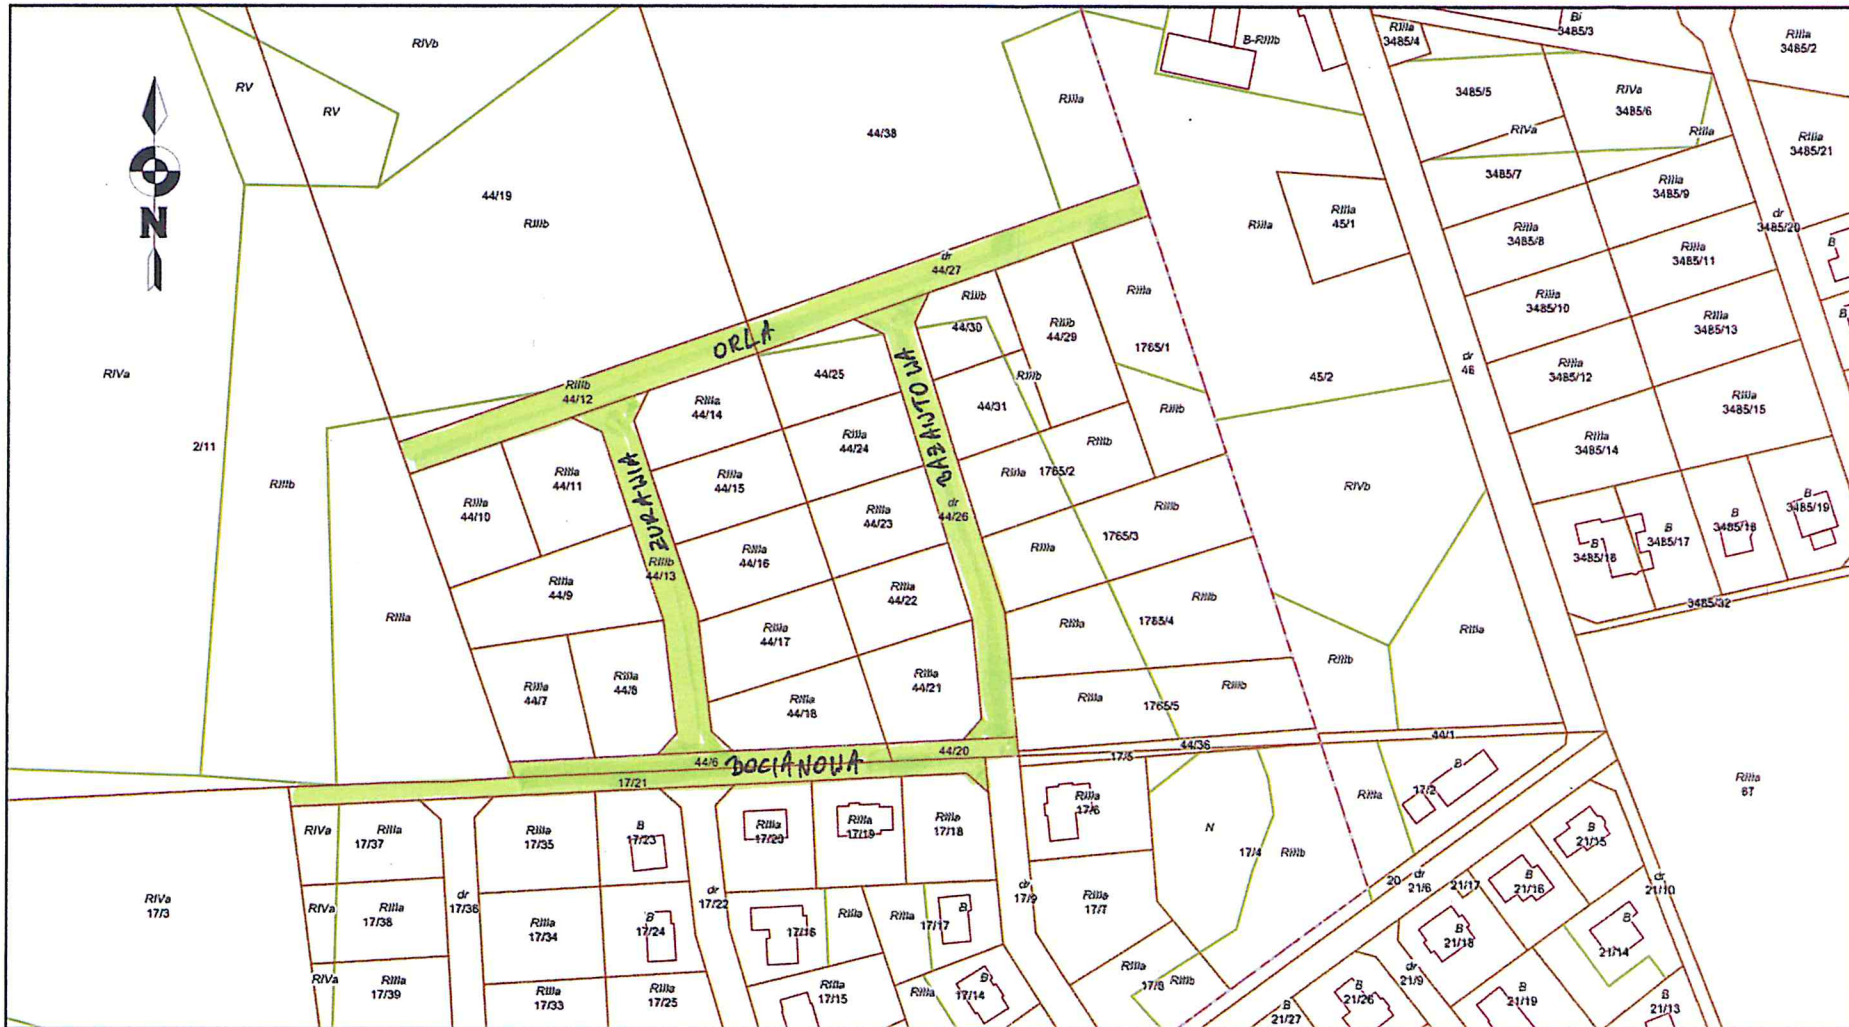 RIVb
RV
RV
RIVa
2/11
RIIIb
RIIIa
44/19
RIIIb
44/38
RIIIa
B-RIIIb
RIIIa
3485/4
Bi
3485/3
RIIIa
3485/2
3485/5
RIVa
3485/6
RIVa
RIIIa
RIIIa
3485/21
3485/7
RIIIa
3485/9
RIIIa
45/1
RIIIa
RIIIa
3485/8
dr
3485/20
B
RIIIa
3485/11
RIIIa
3485/10
RIIIa
3485/13
B
RIIIa
3485/12
RIIIa
3485/15
RIIIa
3485/14
dr
46
45/2
N
dr
44/27
ORLA
RIIIb
44/12
RIIIb
44/30
RIIIb
44/29
RIIIa
1765/1
RIIIb
RIIIb
44/25
RIIIa
44/14
44/31
RIIIa
44/24
RIIIb
RIIIa
1765/2
RIIIa
44/11
RIIIa
44/15
RIIIa
44/10
RIIIa
44/23
dr
44/26
RIIIb
1765/3
RIIIa
RIIIa
44/16
ŻURAWIA
RIIIb
44/13
BAŻANTOWA
RIIIa
44/9
RIIIa
44/22
RIIIb
1765/4
RIIIa
RIIIa
44/17
RIIIa
44/21
RIIIa
44/8
RIIIa
44/7
RIIIa
44/18
RIIIb
1765/5
RIIIa
RIVb
RIIIb
RIIIa
B
3485/16
B
3485/17
B
3485/18
B
3485/19
3485/32
44/6
BOCIANOWA
44/20
17/21
17/5
44/36
44/1
RIVa
17/3
RIVa
RIIIa
17/37
RIIIa
17/35
B
17/23
RIIIa
17/20
RIIIa
17/19
RIIIa
17/18
RIIIa
17/6
N
17/4
RIIIb
RIIIa
17/2
B
RIIIa
67
RIVa
RIIIa
17/38
dr
17/36
RIIIa
17/34
B
17/24
dr
17/22
17/16
RIIIa
RIIIa
17/17
B
dr
17/9
RIIIa
17/7
20
dr
21/6
21/17
B
21/16
B
21/15
dr
21/10
RIVa
RIIIa
17/39
RIIIa
17/33
RIIIa
17/25
RIIIa
17/15
RIIIa
B
17/14
RIIIa
17/8
RIIIb
B
21/18
B
21/14
dr
21/9
B
21/27
B
21/26
B
21/19
B
21/13